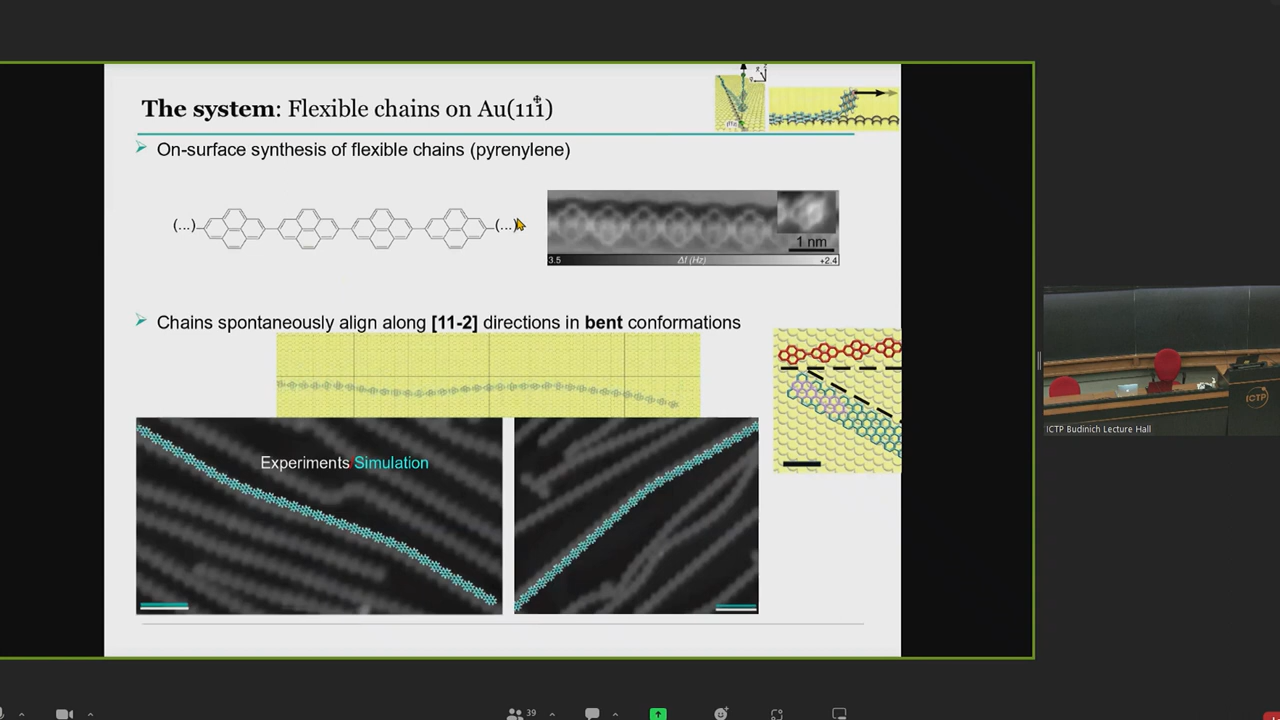 The system: Flexible chains on Au(111)
On-surface synthesis of flexible chains (pyrenylene)
(...)
(...)
1 nm
3.5
Δf (Hz)
+2.4
Chains spontaneously align along [11-2] directions in bent conformations
Experiments Simulation
ICTP
ICTP Budinich Lecture Hall
39